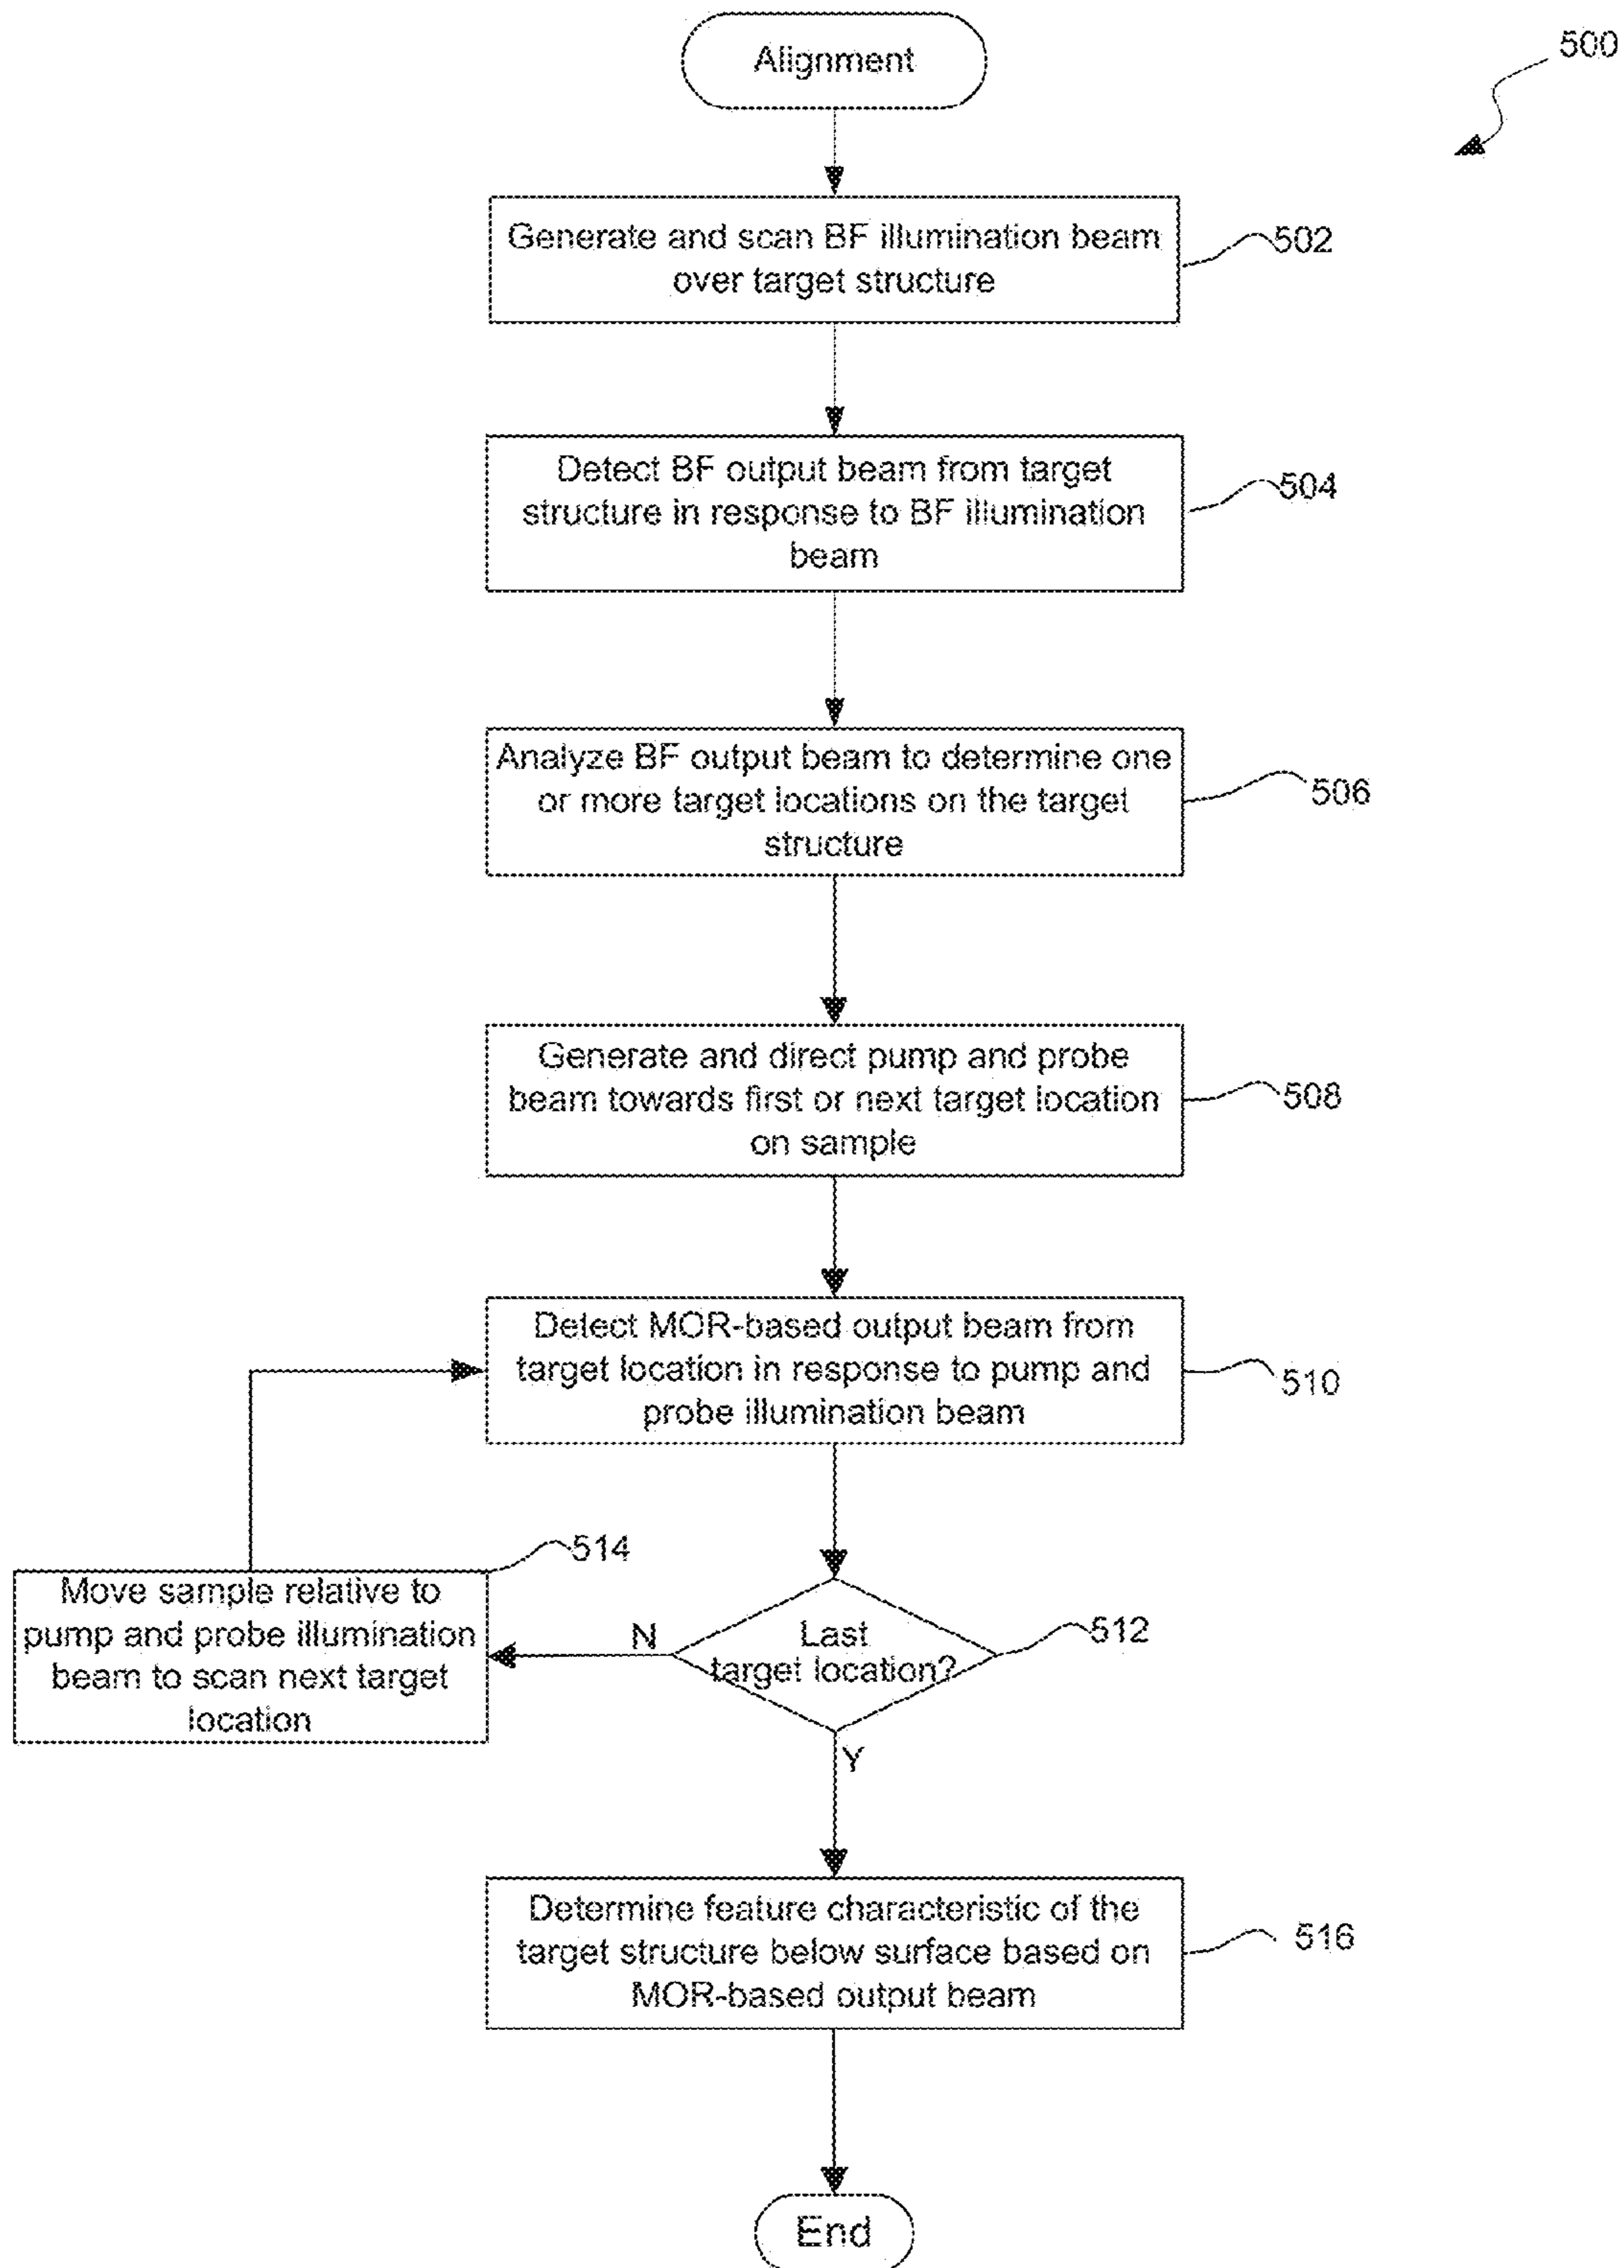 Alignment
500
Generate and scan BF illumination beam
over target structure
502
Detect BF output beam from target
structure in response to BF illumination
beam
504
Analyze BF output beam to determine one
or more target locations on the target
structure
506
Generate and direct pump and probe
beam towards first or next target location
on sample
508
Detect MOR-based output beam from
target location in response to pump and
probe illumination beam
510
514
Move sample relative to
pump and probe illumination
beam to scan next target
location
N
Last
target location?
512
Y
Determine feature characteristic of the
target structure below surface based on
MOR-based output beam
516
End